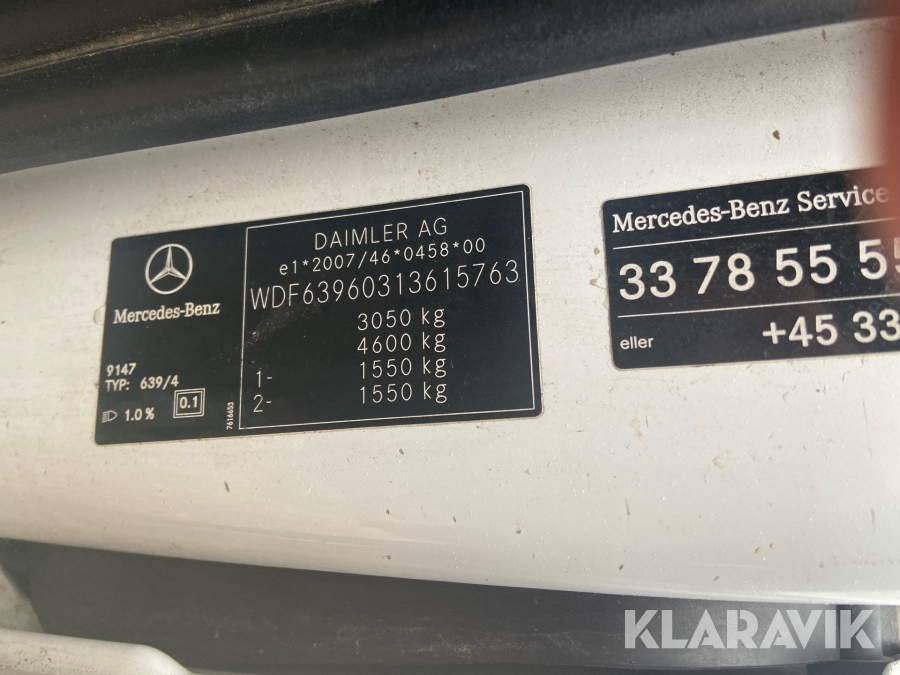 DAIMLER AG
e1*2007/46*0458*00
WDF63960313615763
3050 kg
4600 kg
1- 1550 kg
2- 1550 kg
Mercedes-Benz
9147
TYP: 639/4
1.0 %
0.1
7616653
Mercedes-Benz Service
33 78 55 55
eller +45 33
KLARAVIK